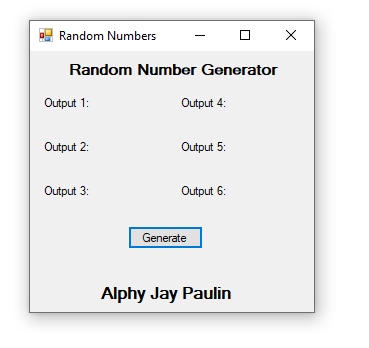 Random Numbers
Random Number Generator
Output 1: Output 4:
Output 2: Output 5:
Output 3: Output 6:
Generate
Alphy Jay Paulin